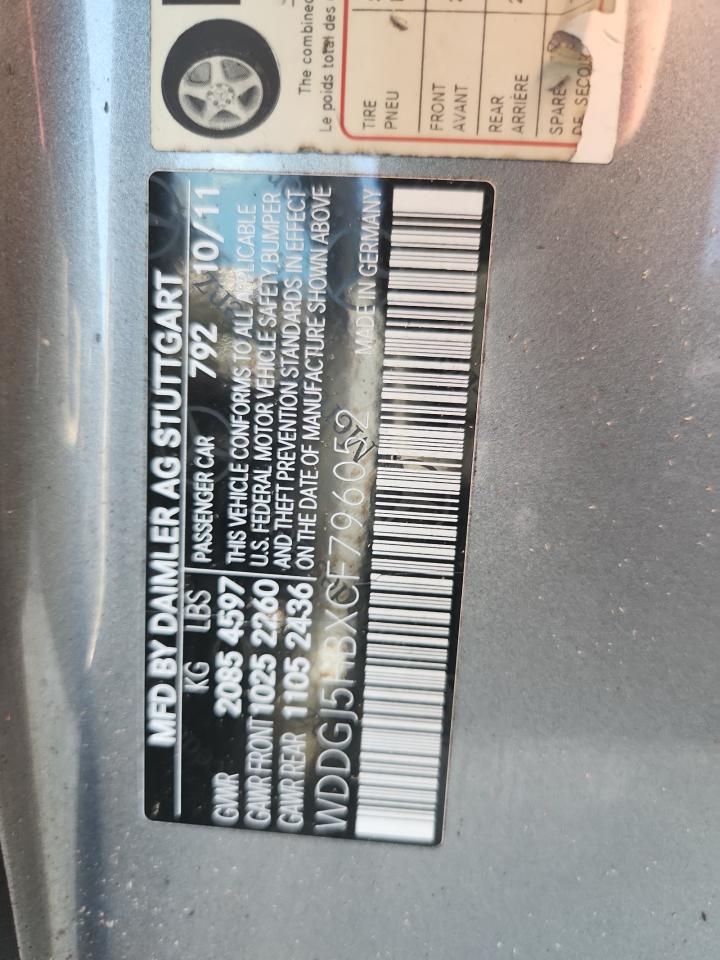 MFD BY DAIMLER AG STUTTGART
KG LBS PASSENGER CAR 792 10/11
GVWR 2085 4597 THIS VEHICLE CONFORMS TO ALL APPLICABLE
GAWR FRONT 1025 2260 U.S. FEDERAL MOTOR VEHICLE SAFETY, BUMPER
GAWR REAR 1105 2436 AND THEFT PREVENTION STANDARDS IN EFFECT
ON THE DATE OF MANUFACTURE SHOWN ABOVE
WDDGJ5HBXCF796052 MADE IN GERMANY
The combined
Le poids total des
TIRE
PNEU
FRONT
AVANT
REAR
ARRIÈRE
SPARE
DE